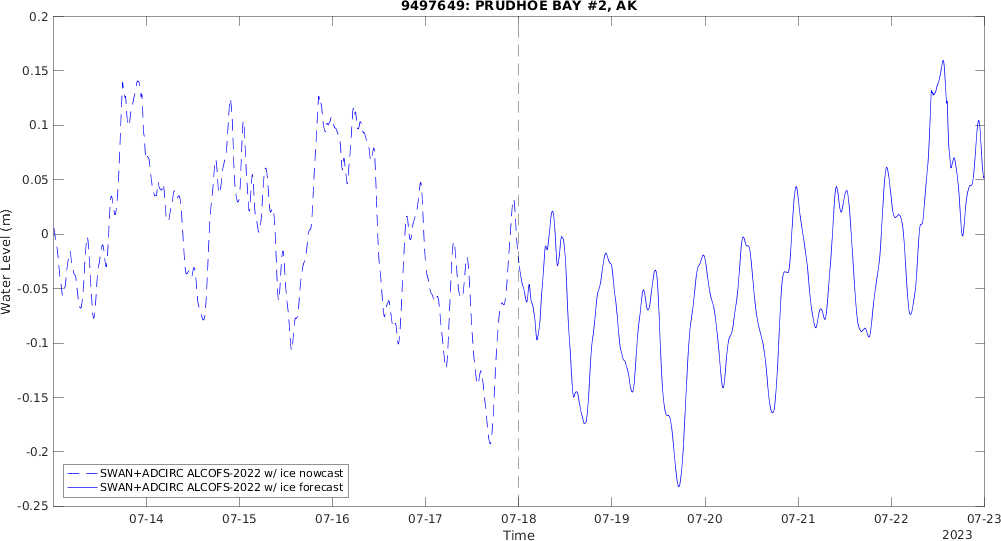 9497649: PRUDHOE BAY #2, AK
0.2
0.15
0.1
0.05
0
-0.05
-0.1
-0.15
-0.2
-0.25
Water Level (m)
SWAN+ADCIRC ALCOFS-2022 w/ ice nowcast
SWAN+ADCIRC ALCOFS-2022 w/ ice forecast
07-14 07-15 07-16 07-17 07-18 07-19 07-20 07-21 07-22 07-23
Time
2023